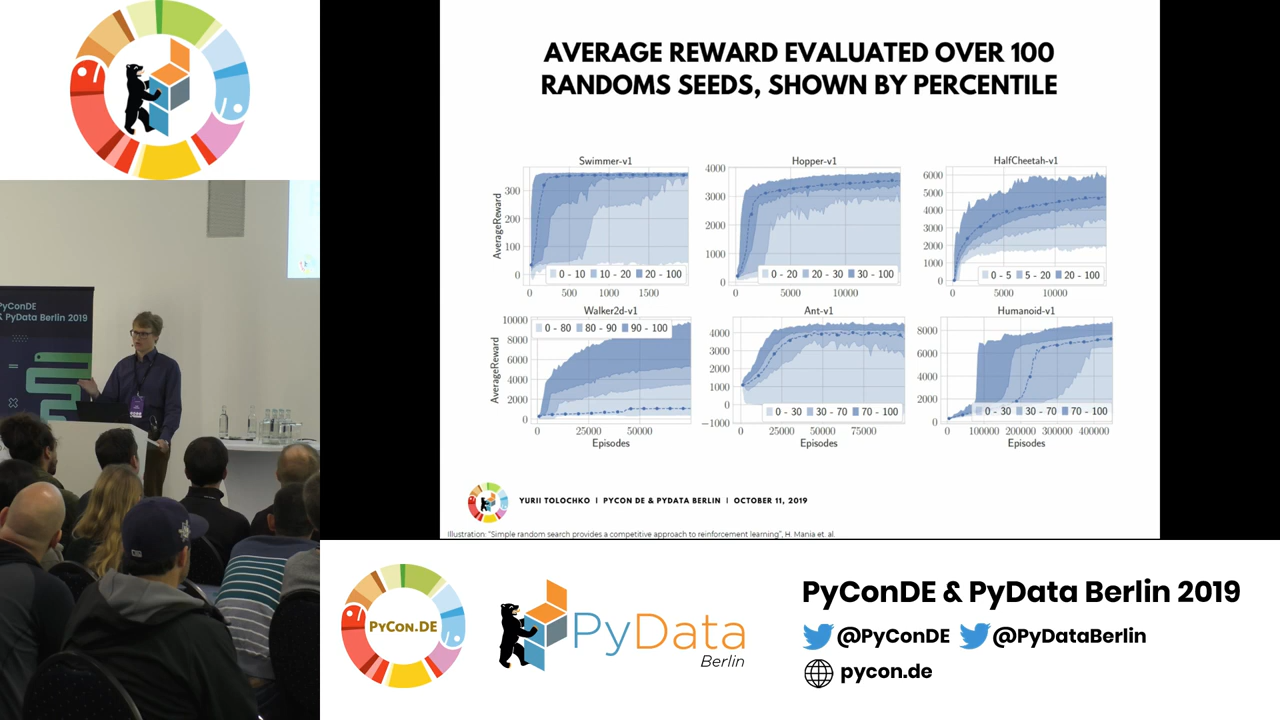 AVERAGE REWARD EVALUATED OVER 100
RANDOMS SEEDS, SHOWN BY PERCENTILE
Swimmer-v1
AverageReward
300
200
100
0
0 - 10 10 - 20 20 - 100
0 500 1000 1500
Hopper-v1
4000
3000
2000
1000
0
0 - 20 20 - 30 30 - 100
0 5000 10000
HalfCheetah-v1
6000
5000
4000
3000
2000
1000
0
0 - 5 5 - 20 20 - 100
0 5000 10000
Walker2d-v1
AverageReward
10000
8000
6000
4000
2000
0
0 - 80 80 - 90 90 - 100
0 25000 50000
Episodes
Ant-v1
4000
3000
2000
1000
0
−1000
0 - 30 30 - 70 70 - 100
0 25000 50000 75000
Episodes
Humanoid-v1
8000
6000
4000
2000
0
0 - 30 30 - 70 70 - 100
0 100000 200000 300000 400000
Episodes
YURII TOLOCHKO | PYCON DE & PYDATA BERLIN | OCTOBER 11, 2019
Illustration: "Simple random search provides a competitive approach to reinforcement learning", H. Mania et. al.
PyConDE
& PyData Berlin 2019
PYCON.DE
PyData
Berlin
PyConDE & PyData Berlin 2019
@PyConDE @PyDataBerlin
pycon.de